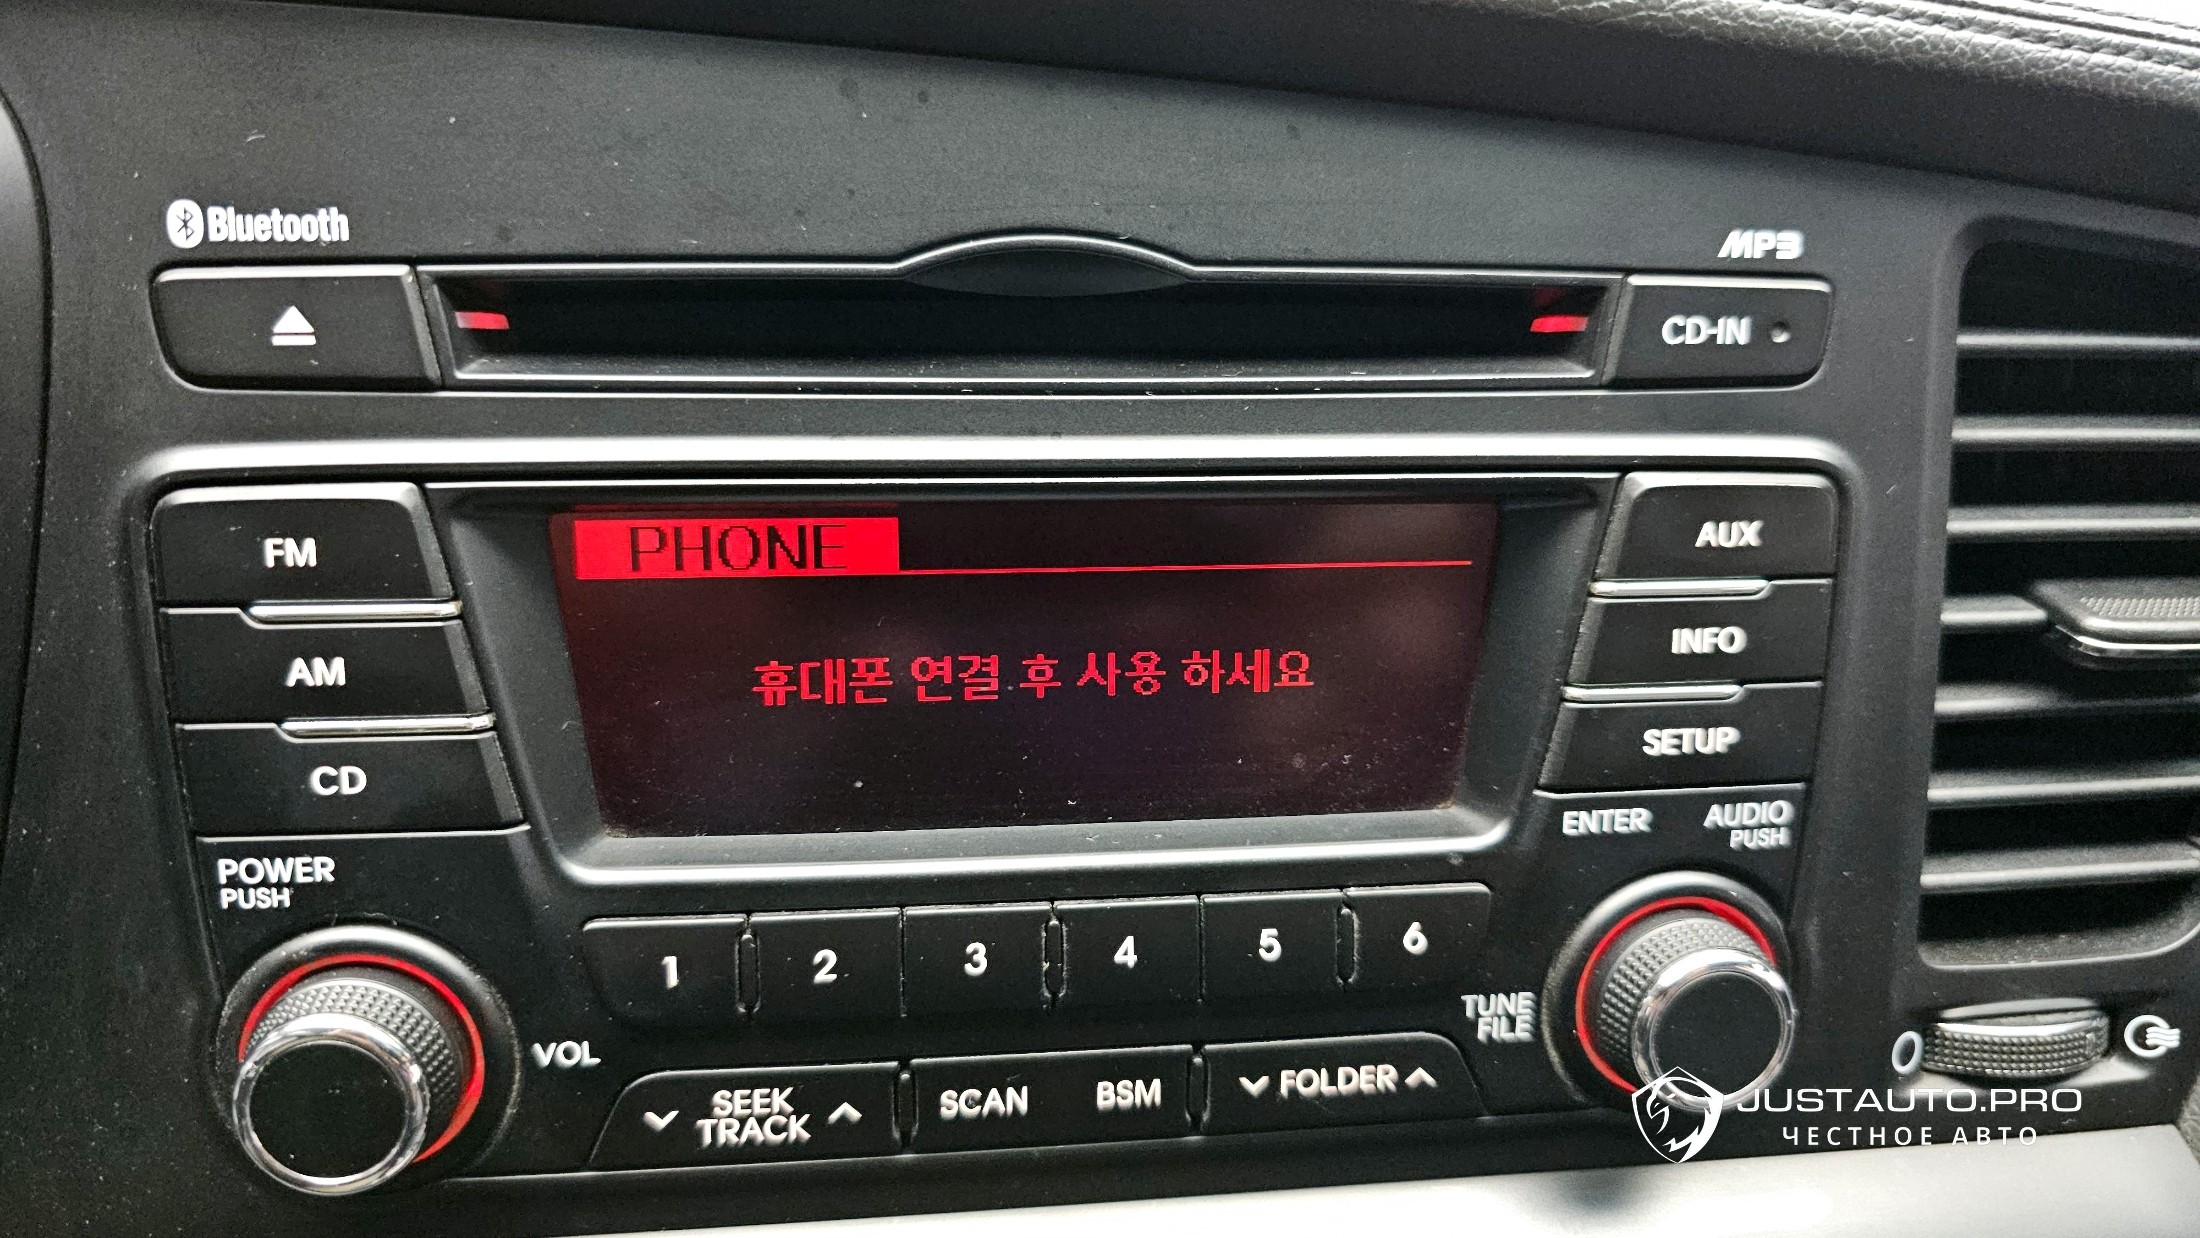 Bluetooth
MP3
CD-IN
FM
AM
CD
PHONE
휴대폰 연결 후 사용 하세요
AUX
INFO
SETUP
ENTER
AUDIO
PUSH
POWER
PUSH
VOL
1 2 3 4 5 6
TUNE
FILE
SEEK
TRACK
SCAN BSM
FOLDER
0
JUSTAUTO.PRO
ЧЕСТНОЕ АВТО